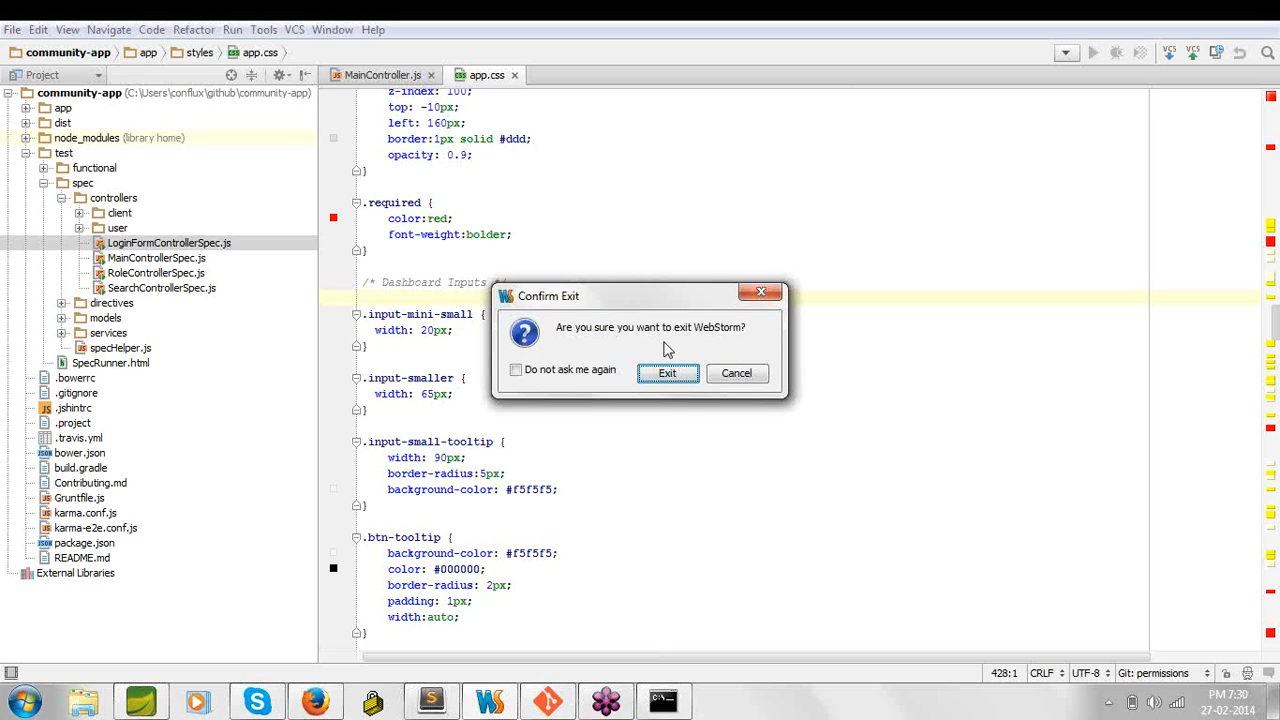 File Edit View Navigate Code Refactor Run Tools VCS Window Help
community-app app styles app.css
VCS VCS
Project
MainController.js app.css
community-app (C:\Users\conflux\github\community-app)
app
dist
node_modules (library home)
test
functional
spec
controllers
client
user
LoginFormControllerSpec.js
MainControllerSpec.js
RoleControllerSpec.js
SearchControllerSpec.js
directives
models
services
specHelper.js
SpecRunner.html
.bowerrc
.gitignore
.jshintrc
.project
.travis.yml
bower.json
build.gradle
Contributing.md
Gruntfile.js
karma.conf.js
karma-e2e.conf.js
package.json
README.md
External Libraries
z-index: 100;
top: -10px;
left: 160px;
border:1px solid #ddd;
opacity: 0.9;
}
.required {
color:red;
font-weight:bolder;
}
/* Dashboard Inputs */
.input-mini-small {
width: 20px;
}
.input-smaller {
width: 65px;
}
.input-small-tooltip {
width: 90px;
border-radius:5px;
background-color: #f5f5f5;
}
.btn-tooltip {
background-color: #f5f5f5;
color: #000000;
border-radius: 2px;
padding: 1px;
width:auto;
}
Confirm Exit
Are you sure you want to exit WebStorm?
Do not ask me again
Exit Cancel
428:1 CRLF UTF-8 Git: permissions
PM 7:30
27-02-2014